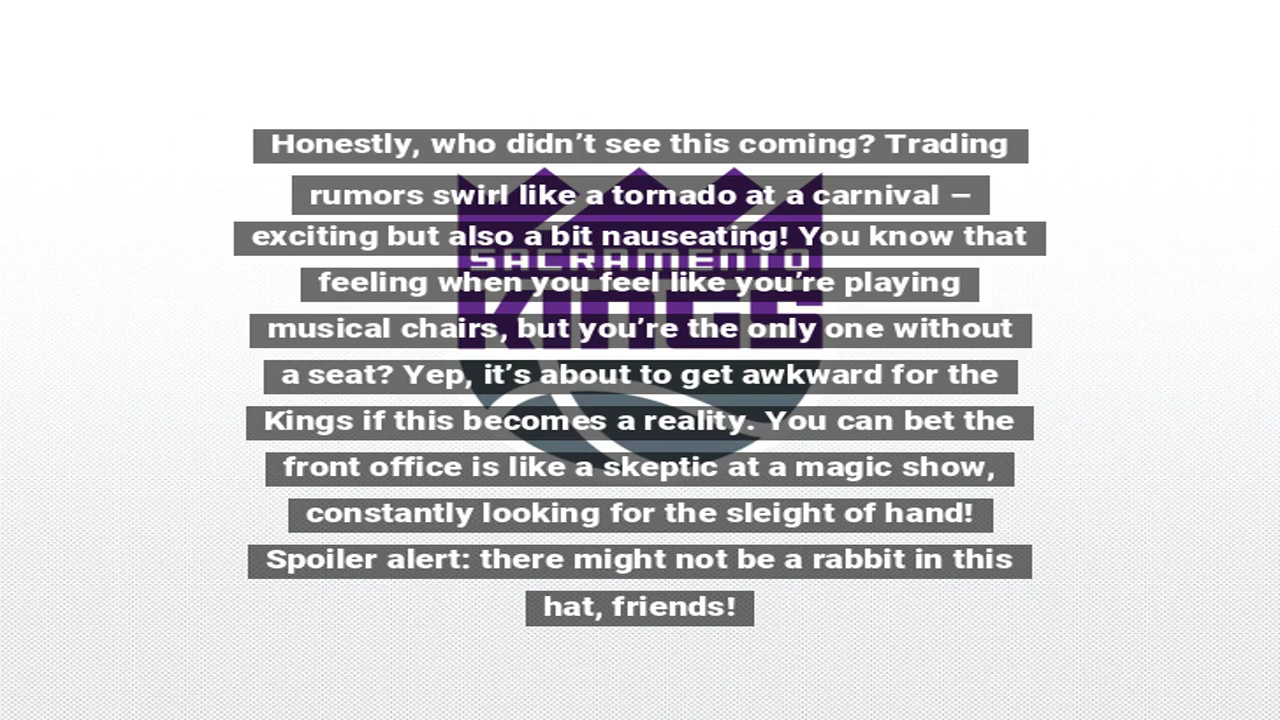 Honestly, who didn’t see this coming? Trading
rumors swirl like a tornado at a carnival –
exciting but also a bit nauseating! You know that
SACRAMENTO
feeling when you feel like you’re playing
KINGS
musical chairs, but you’re the only one without
a seat? Yep, it’s about to get awkward for the
Kings if this becomes a reality. You can bet the
front office is like a skeptic at a magic show,
constantly looking for the sleight of hand!
Spoiler alert: there might not be a rabbit in this
hat, friends!